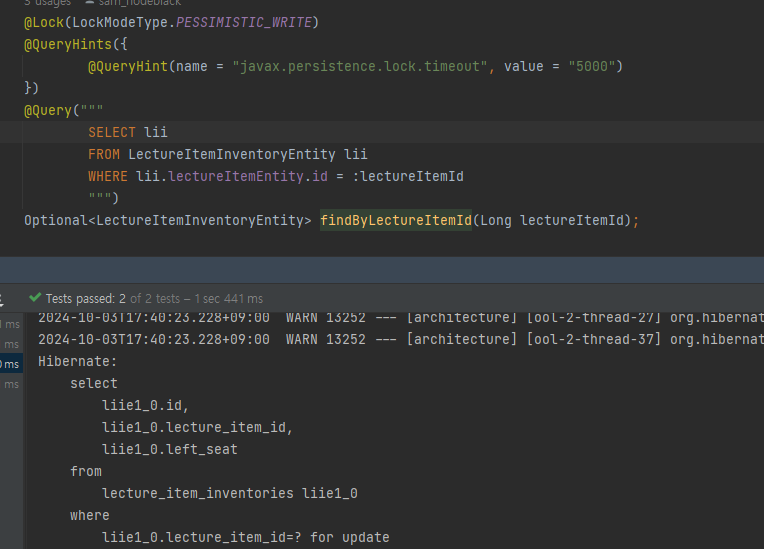 3 usages sam_nodeblack
@Lock(LockModeType.PESSIMISTIC_WRITE)
@QueryHints({
        @QueryHint(name = "javax.persistence.lock.timeout", value = "5000")
})
@Query("""
        SELECT lii
        FROM LectureItemInventoryEntity lii
        WHERE lii.lectureItemEntity.id = :lectureItemId
        """)
Optional<LectureItemInventoryEntity> findByLectureItemId(Long lectureItemId);
Tests passed: 2 of 2 tests – 1 sec 441 ms
ms
2024-10-03T17:40:23.228+09:00  WARN 13252 --- [architecture] [ool-2-thread-27] org.hibernat
ms
2024-10-03T17:40:23.228+09:00  WARN 13252 --- [architecture] [ool-2-thread-37] org.hibernat
0 ms
Hibernate:
ms
    select
        liie1_0.id,
        liie1_0.lecture_item_id,
        liie1_0.left_seat
    from
        lecture_item_inventories liie1_0
    where
        liie1_0.lecture_item_id=? for update